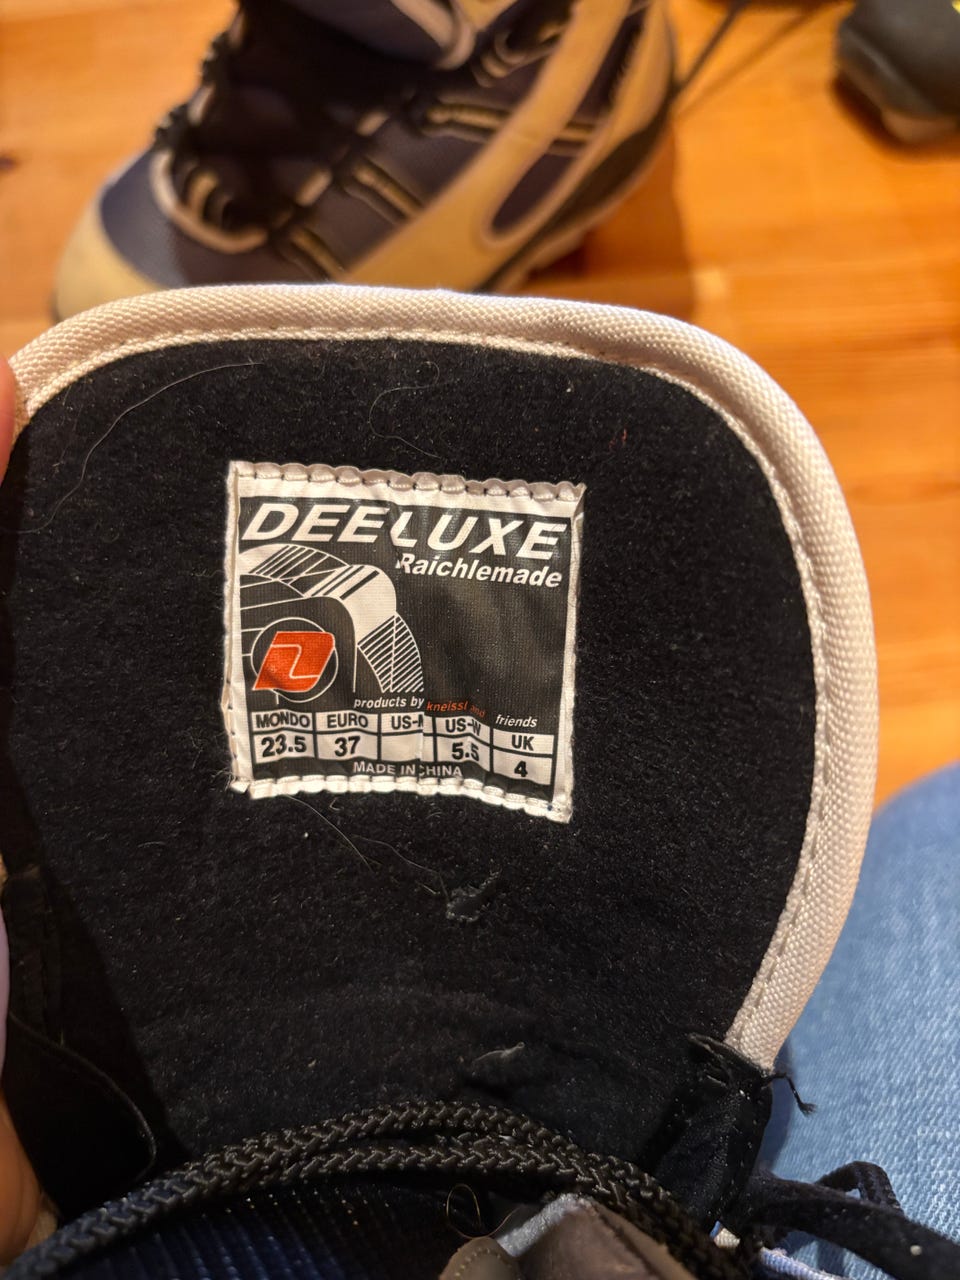 DEELUXE
Raichlemade
products by kneissl and friends
MONDO EURO US-M US-W UK
23.5 37 5.5 4
MADE IN CHINA